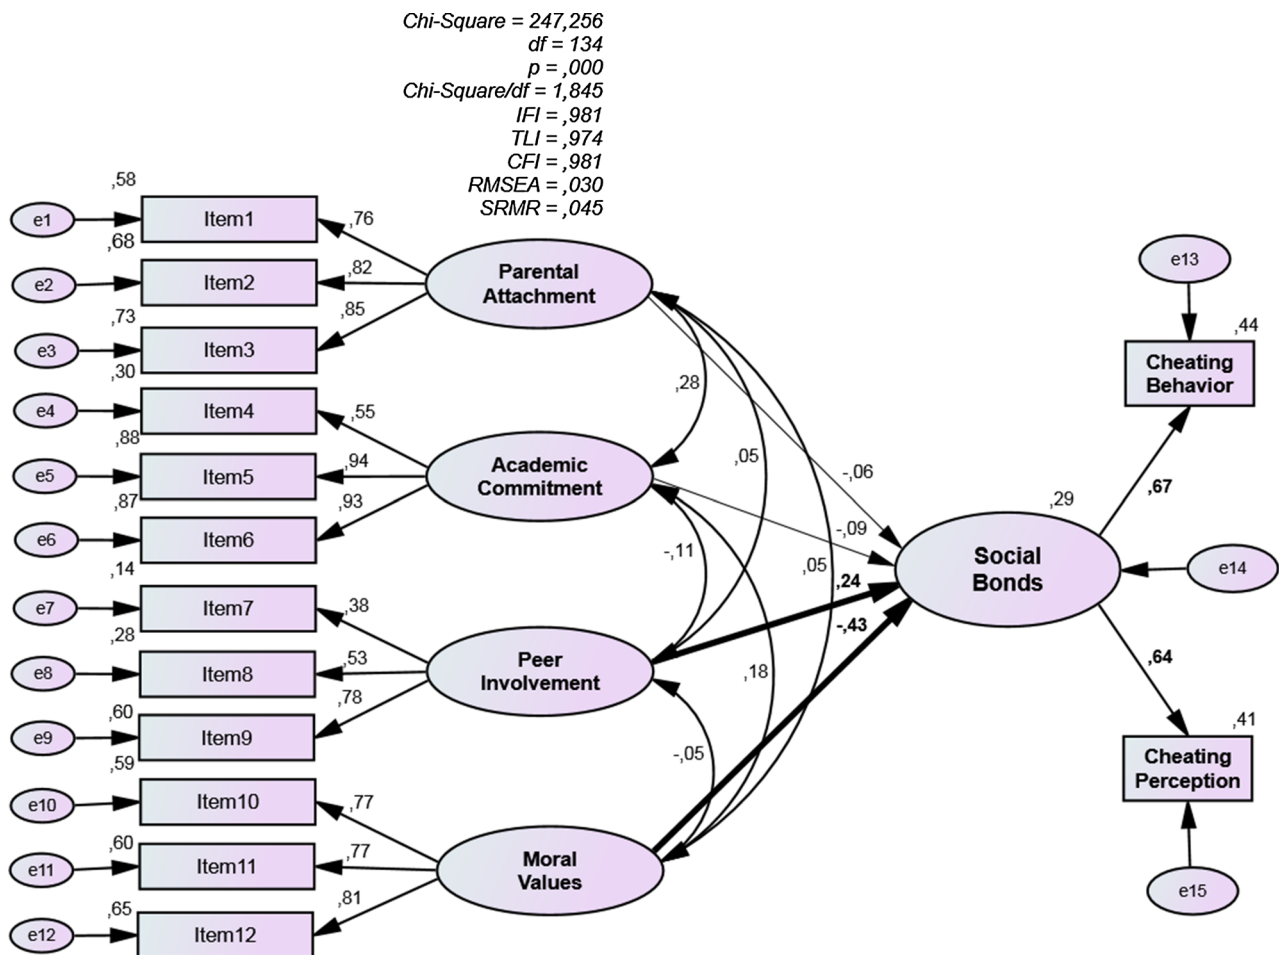 Chi-Square = 247,256
df = 134
p = ,000
Chi-Square/df = 1,845
IFI = ,981
TLI = ,974
CFI = ,981
RMSEA = ,030
SRMR = ,045
,58
e1
Item1
,76
,68
e2
Item2
,82
,73
e3
Item3
,85
,30
e4
Item4
,55
,88
e5
Item5
,94
,87
e6
Item6
,93
,14
e7
Item7
,38
,28
e8
Item8
,53
,60
e9
Item9
,78
,59
e10
Item10
,77
,60
e11
Item11
,77
,65
e12
Item12
,81
Parental
Attachment
Academic
Commitment
Peer
Involvement
Moral
Values
,28
,05
-,11
,05
,18
-,05
-,06
-,09
,24
-,43
,29
Social
Bonds
e14
,67
,64
e13
,44
Cheating
Behavior
,41
Cheating
Perception
e15